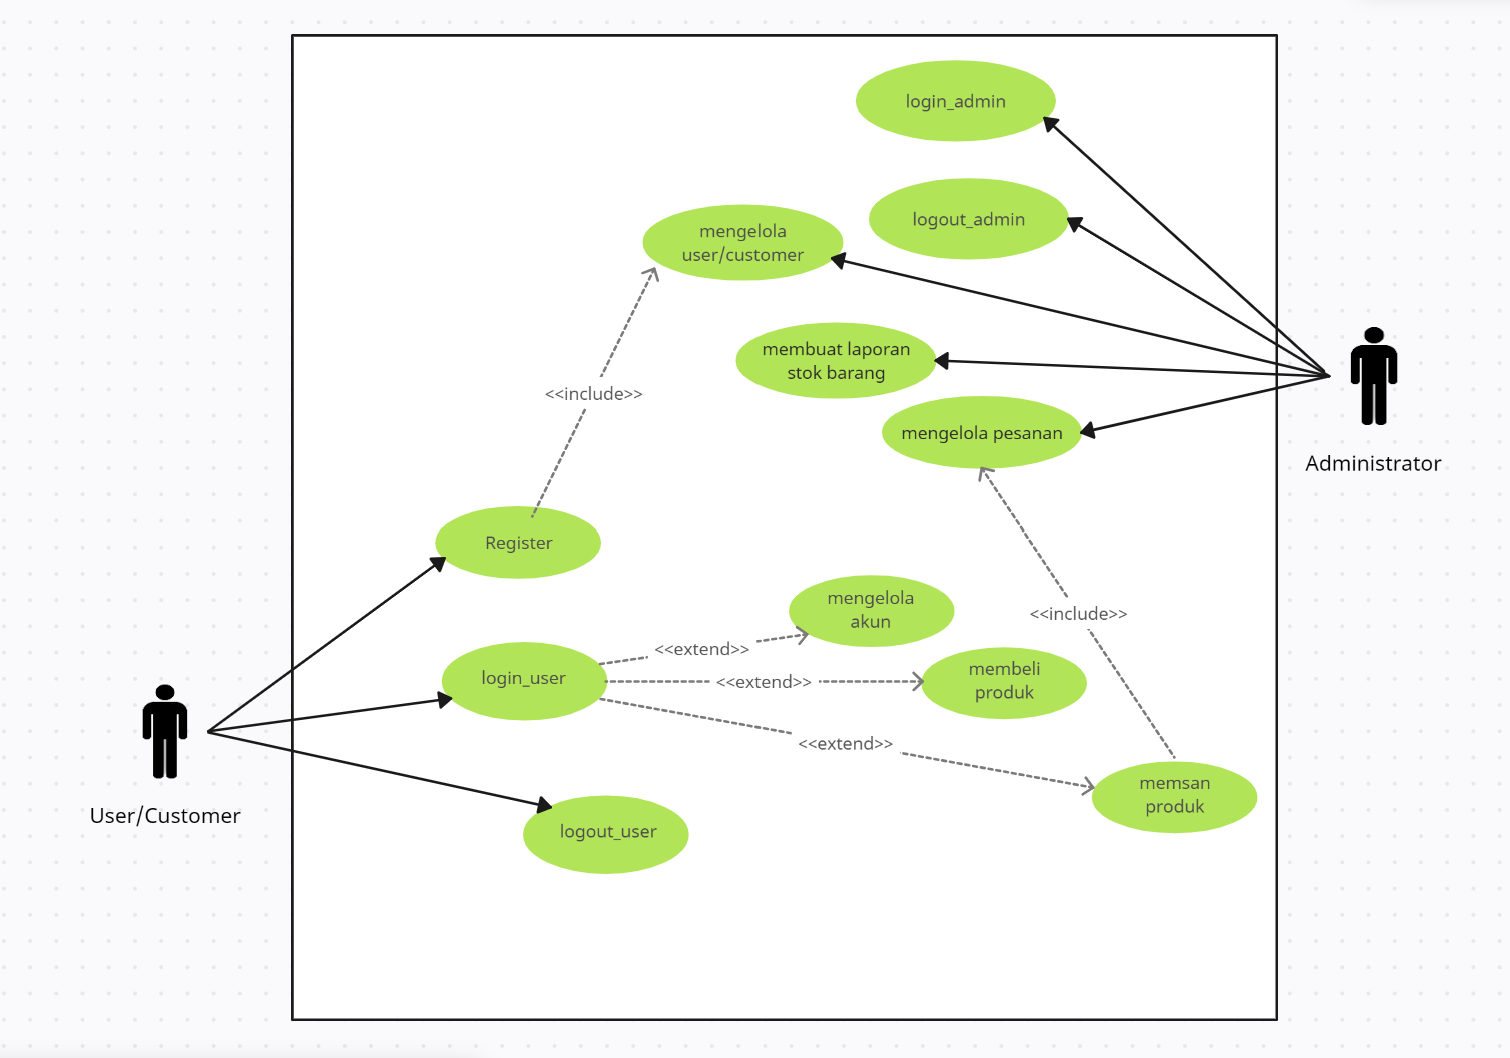 login_admin
logout_admin
mengelola
user/customer
membuat laporan
stok barang
<<include>>
mengelola pesanan
Administrator
Register
mengelola
akun
<<include>>
<<extend>>
login_user
<<extend>>
membeli
produk
<<extend>>
memsan
produk
User/Customer
logout_user